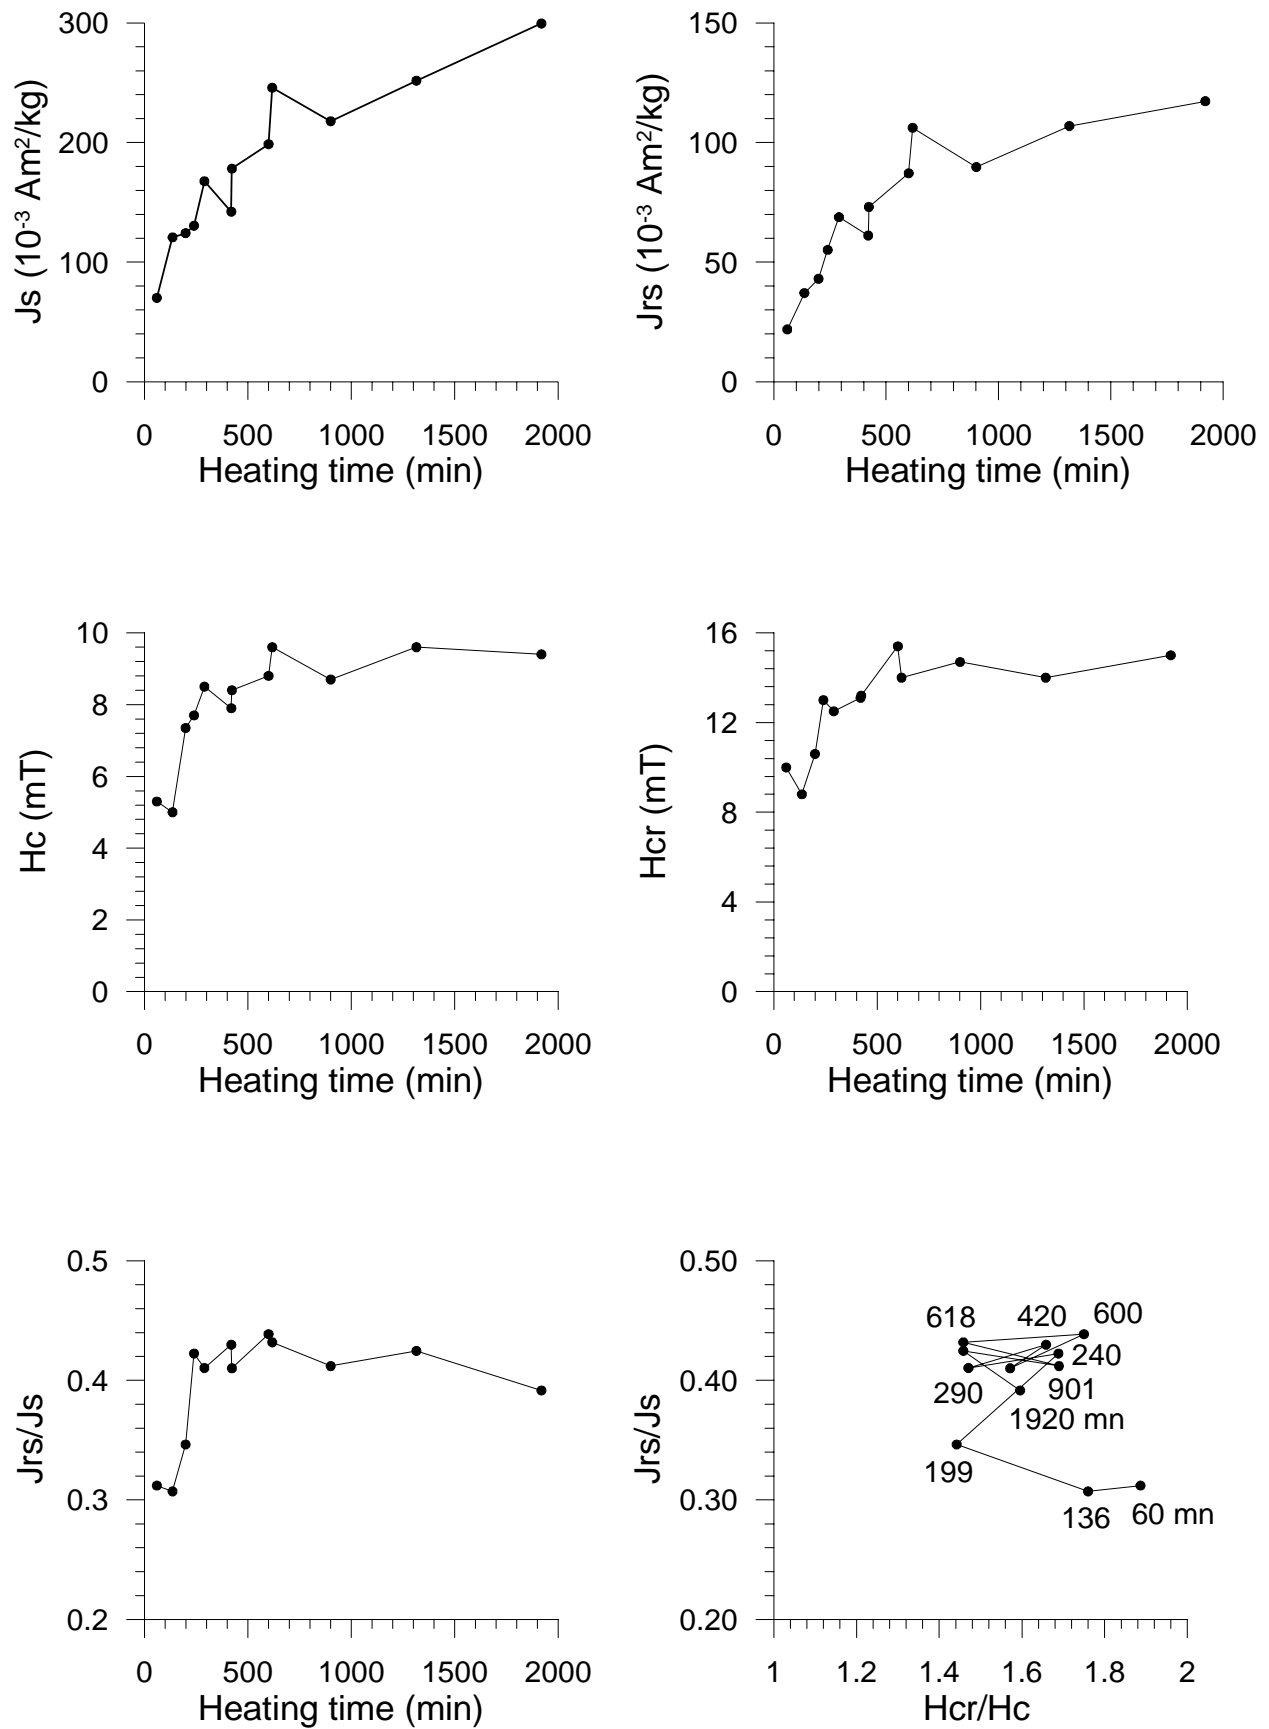 300
200
100
0
Js (10-3 Am2/kg)
0 500 1000 1500 2000
Heating time (min)
150
100
50
0
Jrs (10-3 Am2/kg)
0 500 1000 1500 2000
Heating time (min)
10
8
6
4
2
0
Hc (mT)
0 500 1000 1500 2000
Heating time (min)
16
12
8
4
0
Hcr (mT)
0 500 1000 1500 2000
Heating time (min)
0.5
0.4
0.3
0.2
Jrs/Js
0 500 1000 1500 2000
Heating time (min)
0.50
0.40
0.30
0.20
Jrs/Js
618 420 600
240
290 901
1920 mn
199
136 60 mn
1 1.2 1.4 1.6 1.8 2
Hcr/Hc